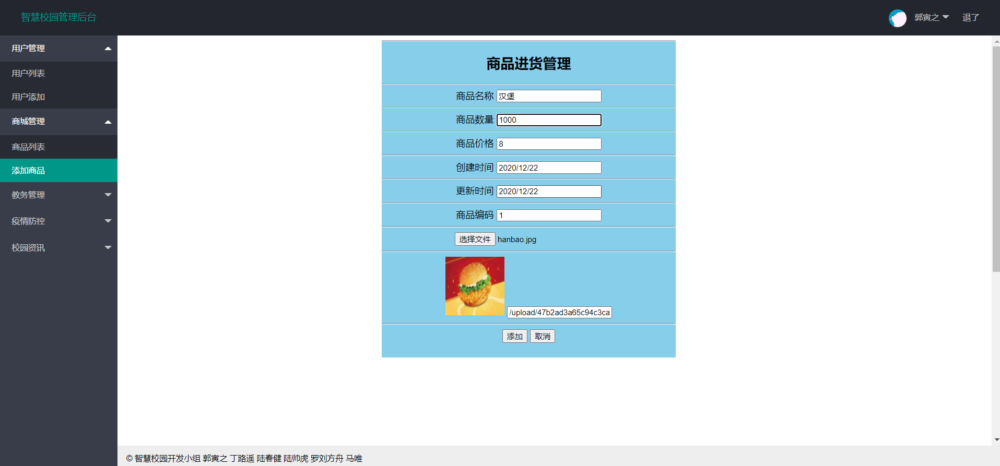 智慧校园管理后台
郭寅之
退了
用户管理
用户列表
用户添加
商城管理
商品列表
添加商品
教务管理
疫情防控
校园资讯
商品进货管理
商品名称 汉堡
商品数量 1000
商品价格 8
创建时间 2020/12/22
更新时间 2020/12/22
商品编码 1
选择文件 hanbao.jpg
/upload/47b2ad3a65c94c3ca
添加 取消
© 智慧校园开发小组 郭寅之 丁路遥 陆春健 陆帅虎 罗刘方舟 马唯